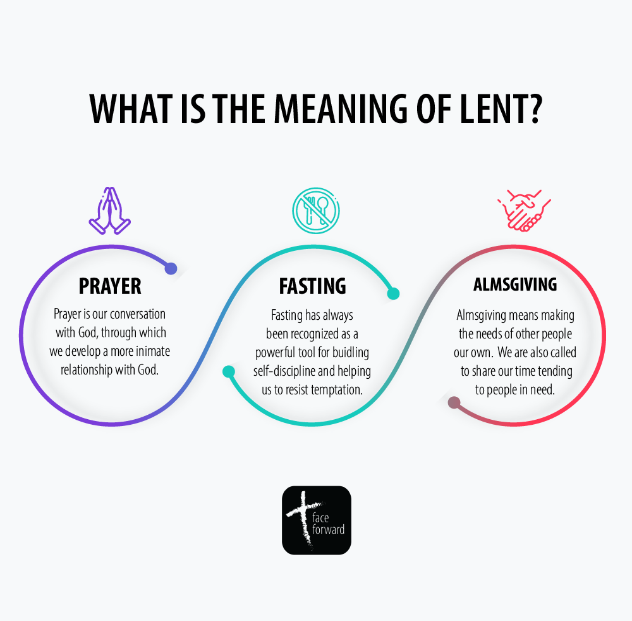 WHAT IS THE MEANING OF LENT?
PRAYER
Prayer is our conversation
with God, through which
we develop a more inimate
relationship with God.
FASTING
Fasting has always
been recognized as a
powerful tool for buidling
self-discipline and helping
us to resist temptation.
ALMSGIVING
Almsgiving means making
the needs of other people
our own. We are also called
to share our time tending
to people in need.
face
forward